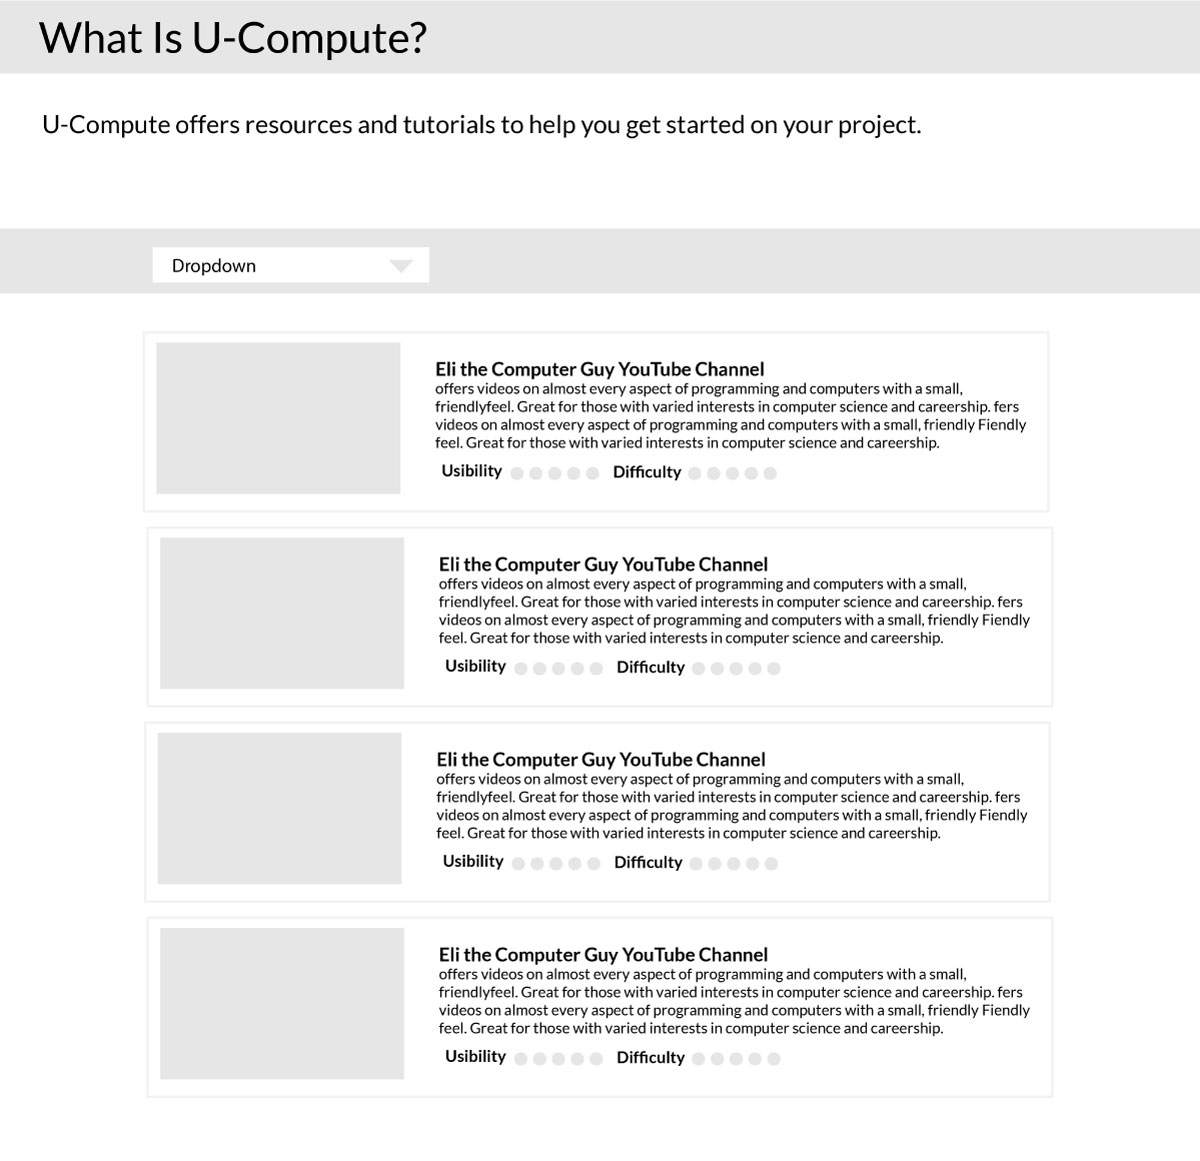 What Is U-Compute?
U-Compute offers resources and tutorials to help you get started on your project.
Dropdown
Eli the Computer Guy YouTube Channel
offers videos on almost every aspect of programming and computers with a small,
friendlyfeel. Great for those with varied interests in computer science and careership. fers
videos on almost every aspect of programming and computers with a small, friendly Fiendly
feel. Great for those with varied interests in computer science and careership.
Usibility Difficulty
Eli the Computer Guy YouTube Channel
offers videos on almost every aspect of programming and computers with a small,
friendlyfeel. Great for those with varied interests in computer science and careership. fers
videos on almost every aspect of programming and computers with a small, friendly Fiendly
feel. Great for those with varied interests in computer science and careership.
Usibility Difficulty
Eli the Computer Guy YouTube Channel
offers videos on almost every aspect of programming and computers with a small,
friendlyfeel. Great for those with varied interests in computer science and careership. fers
videos on almost every aspect of programming and computers with a small, friendly Fiendly
feel. Great for those with varied interests in computer science and careership.
Usibility Difficulty
Eli the Computer Guy YouTube Channel
offers videos on almost every aspect of programming and computers with a small,
friendlyfeel. Great for those with varied interests in computer science and careership. fers
videos on almost every aspect of programming and computers with a small, friendly Fiendly
feel. Great for those with varied interests in computer science and careership.
Usibility Difficulty